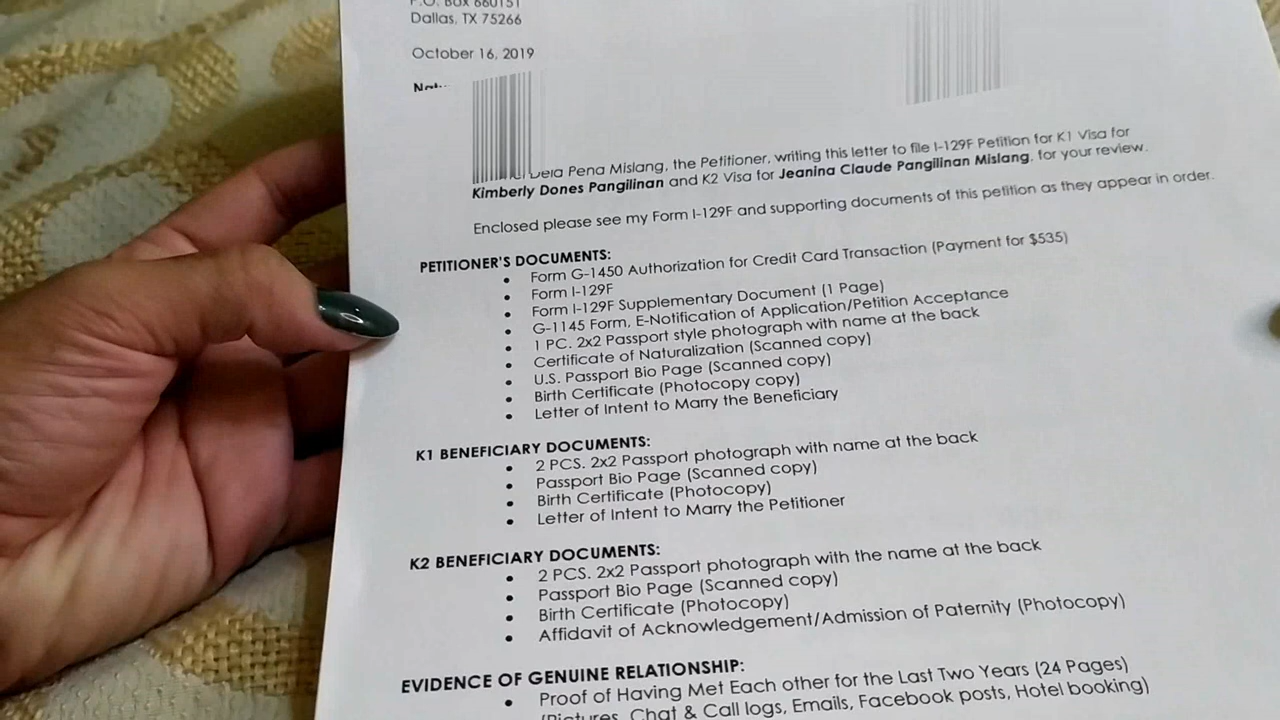 P.O. Box 660151
Dallas, TX 75266
October 16, 2019
Dela Pena Mislang, the Petitioner, writing this letter to file I-129F Petition for K1 Visa for
Kimberly Dones Pangilinan and K2 Visa for Jeanina Claude Pangilinan Mislang, for your review.
Enclosed please see my Form I-129F and supporting documents of this petition as they appear in order.
PETITIONER'S DOCUMENTS:
• Form G-1450 Authorization for Credit Card Transaction (Payment for $535)
• Form I-129F
• Form I-129F Supplementary Document (1 Page)
• G-1145 Form, E-Notification of Application/Petition Acceptance
• 1 PC. 2x2 Passport style photograph with name at the back
• Certificate of Naturalization (Scanned copy)
• U.S. Passport Bio Page (Scanned copy)
• Birth Certificate (Photocopy copy)
• Letter of Intent to Marry the Beneficiary
K1 BENEFICIARY DOCUMENTS:
• 2 PCS. 2x2 Passport photograph with name at the back
• Passport Bio Page (Scanned copy)
• Birth Certificate (Photocopy)
• Letter of Intent to Marry the Petitioner
K2 BENEFICIARY DOCUMENTS:
• 2 PCS. 2x2 Passport photograph with the name at the back
• Passport Bio Page (Scanned copy)
• Birth Certificate (Photocopy)
• Affidavit of Acknowledgement/Admission of Paternity (Photocopy)
EVIDENCE OF GENUINE RELATIONSHIP:
• Proof of Having Met Each other for the Last Two Years (24 Pages)
(Pictures, Chat & Call logs, Emails, Facebook posts, Hotel booking)